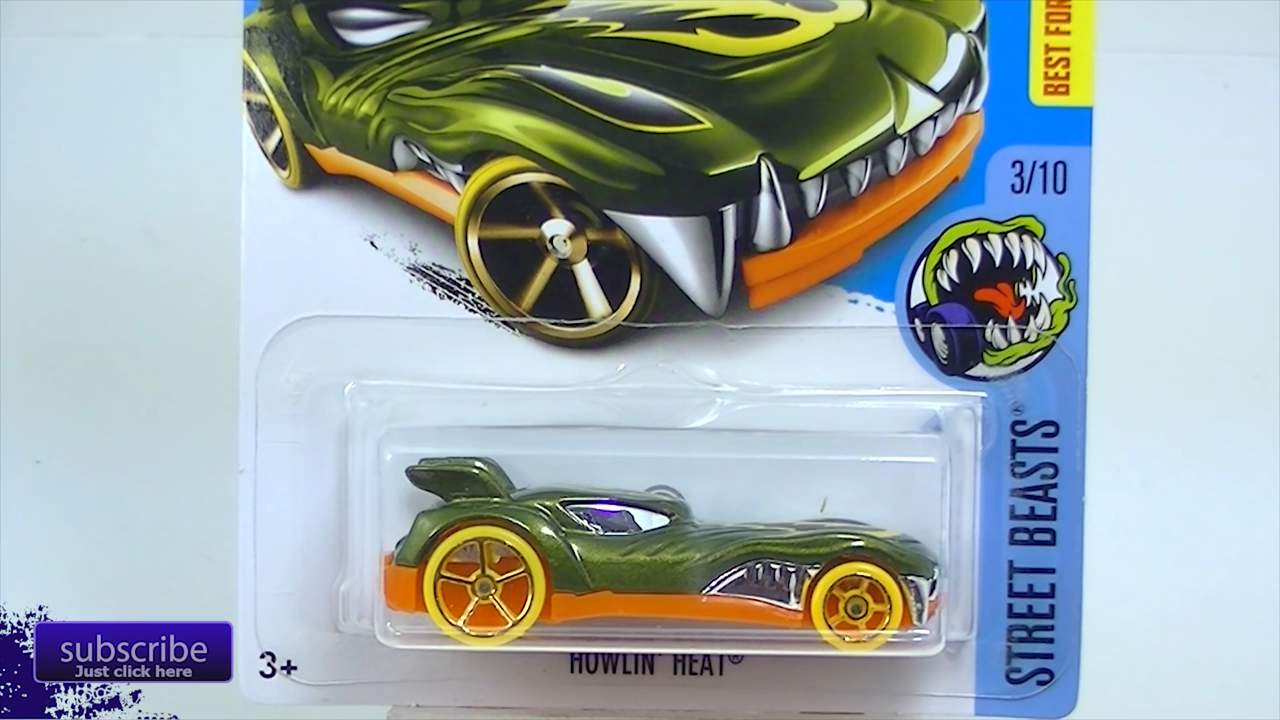 BEST FOR
3/10
STREET BEASTS®
HOWLIN' HEAT®
3+
subscribe
Just click here